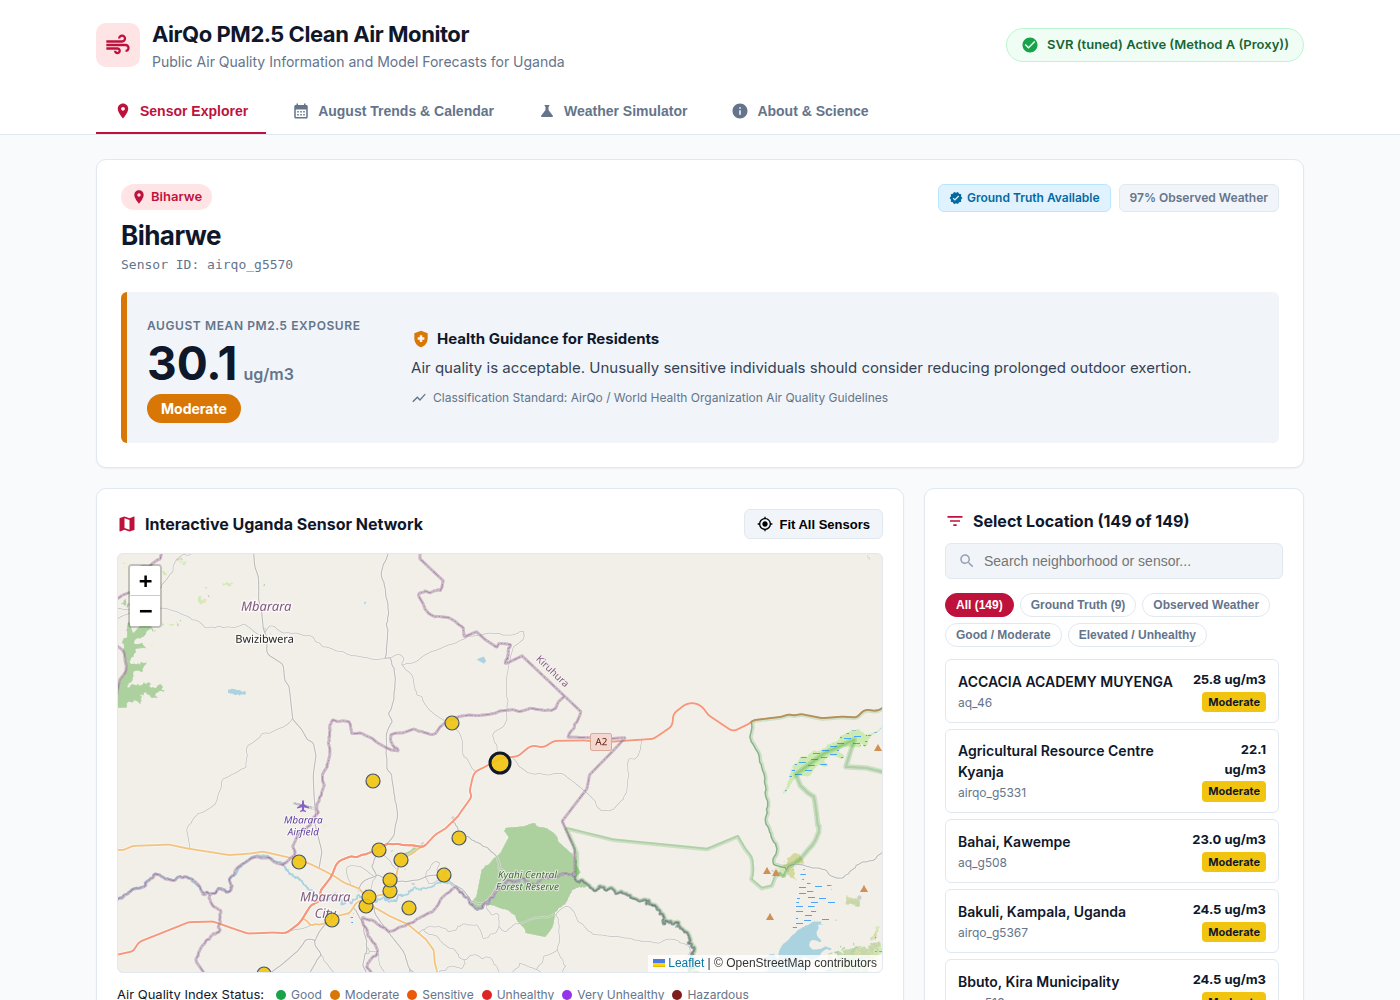 AirQo PM2.5 Clean Air Monitor
Public Air Quality Information and Model Forecasts for Uganda
SVR (tuned) Active (Method A (Proxy))
Sensor Explorer
August Trends & Calendar
Weather Simulator
About & Science
Biharwe
Ground Truth Available
97% Observed Weather
Biharwe
Sensor ID: airqo_g5570
AUGUST MEAN PM2.5 EXPOSURE
30.1 ug/m3
Moderate
Health Guidance for Residents
Air quality is acceptable. Unusually sensitive individuals should consider reducing prolonged outdoor exertion.
Classification Standard: AirQo / World Health Organization Air Quality Guidelines
Interactive Uganda Sensor Network
Fit All Sensors
+
−
Mbarara
Bwizibwera
Kiruhura
A2
Mbarara
Airfield
Kyahi Central
Forest Reserve
Mbarara
City
Leaflet | © OpenStreetMap contributors
Air Quality Index Status:
Good
Moderate
Sensitive
Unhealthy
Very Unhealthy
Hazardous
Select Location (149 of 149)
Search neighborhood or sensor...
All (149)
Ground Truth (9)
Observed Weather
Good / Moderate
Elevated / Unhealthy
ACCACIA ACADEMY MUYENGA
aq_46
25.8 ug/m3
Moderate
Agricultural Resource Centre
Kyanja
airqo_g5331
22.1
ug/m3
Moderate
Bahai, Kawempe
aq_g508
23.0 ug/m3
Moderate
Bakuli, Kampala, Uganda
airqo_g5367
24.5 ug/m3
Moderate
Bbuto, Kira Municipality
24.5 ug/m3